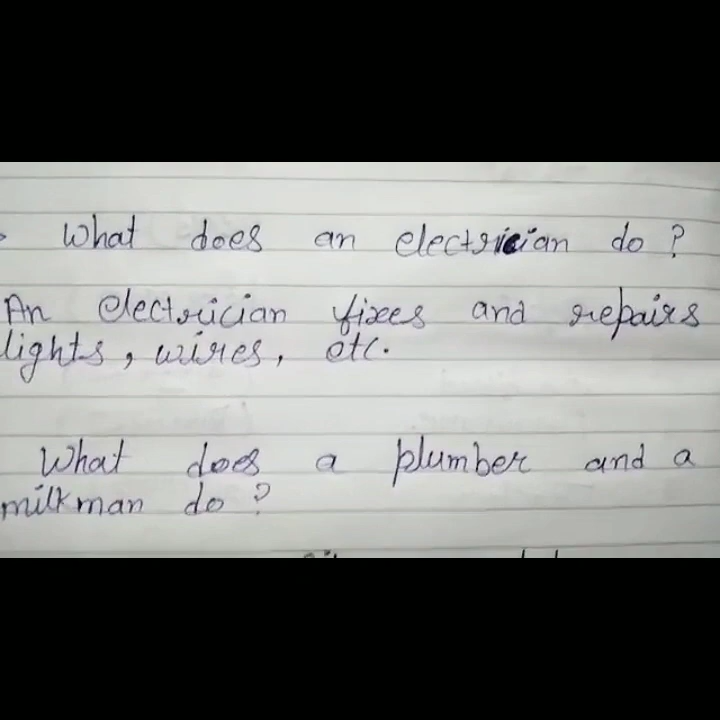 What does an electrician do?
An electrician fixes and repairs
lights, wires, etc.
What does a plumber and a
milkman do?